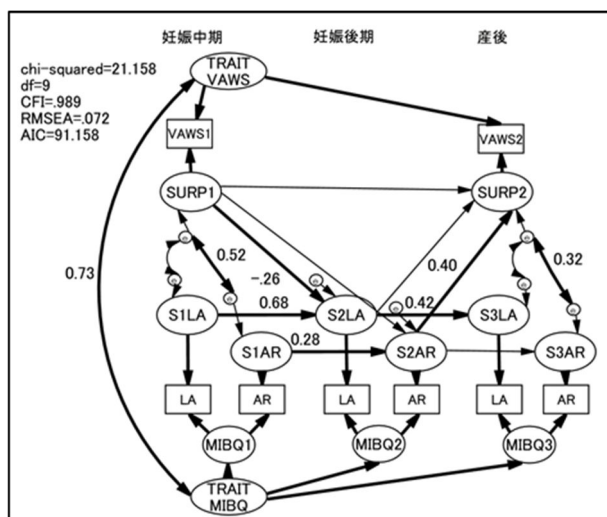 妊娠中期 妊娠後期 産後
chi-squared=21.158
df=9
CFI=.989
RMSEA=.072
AIC=91.158
TRAIT
VAWS
VAWS1
VAWS2
SURP1
SURP2
0.73
0.52
-.26
0.68
0.40
0.42
0.32
S1LA
S2LA
S3LA
S1AR
0.28
S2AR
S3AR
LA
AR
LA
AR
LA
AR
MIBQ1
MIBQ2
MIBQ3
TRAIT
MIBQ